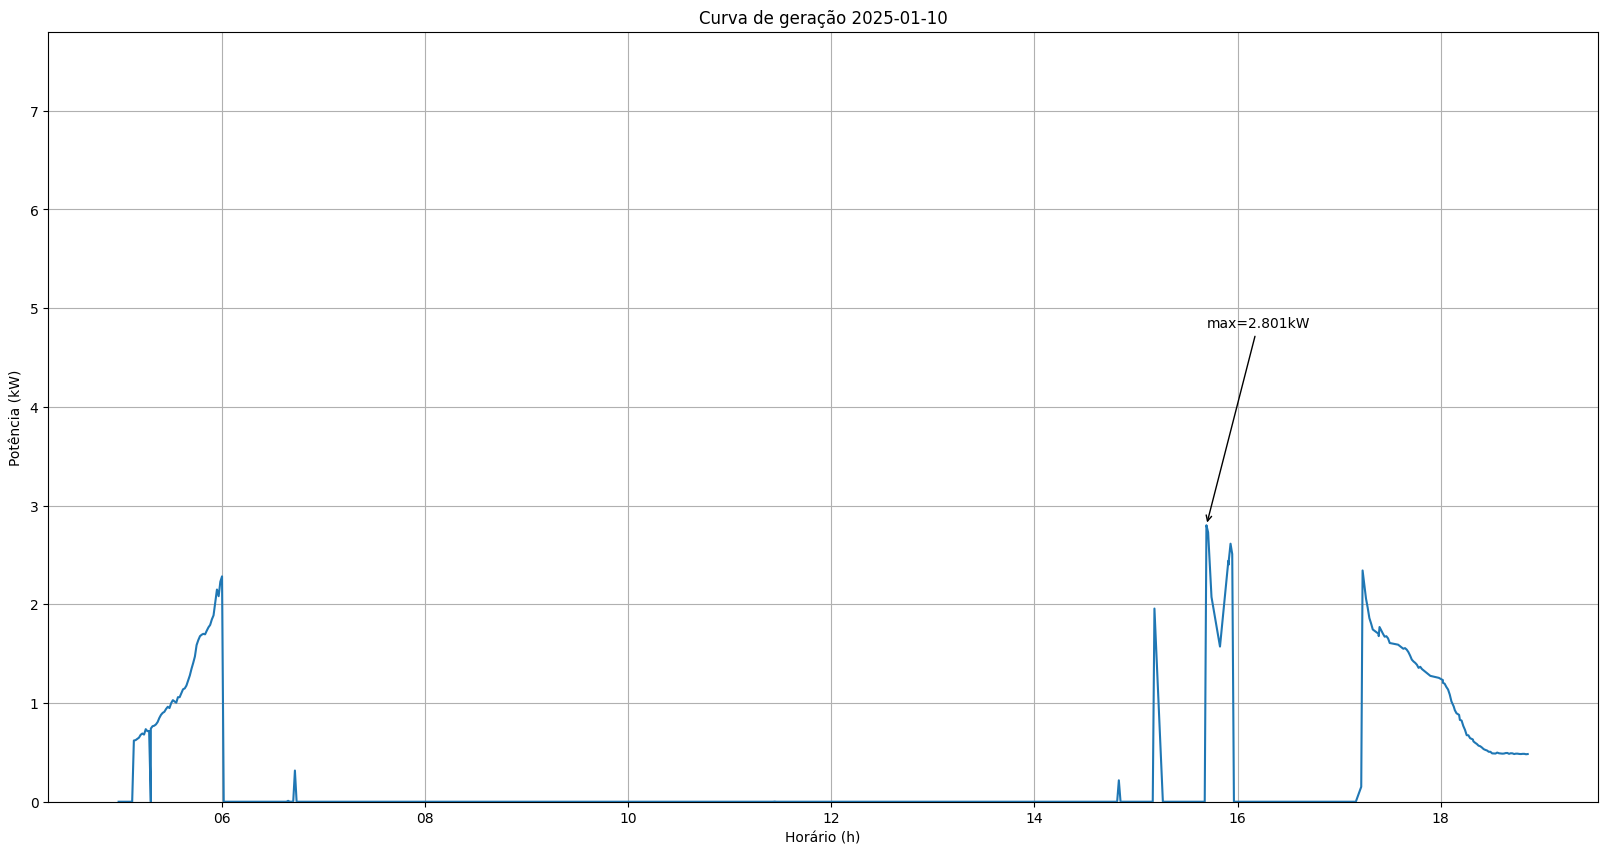 Curva de geração 2025-01-10
7
6
5
max=2.801kW
4
3
2
1
0
Potência (kW)
06 08 10 12 14 16 18
Horário (h)